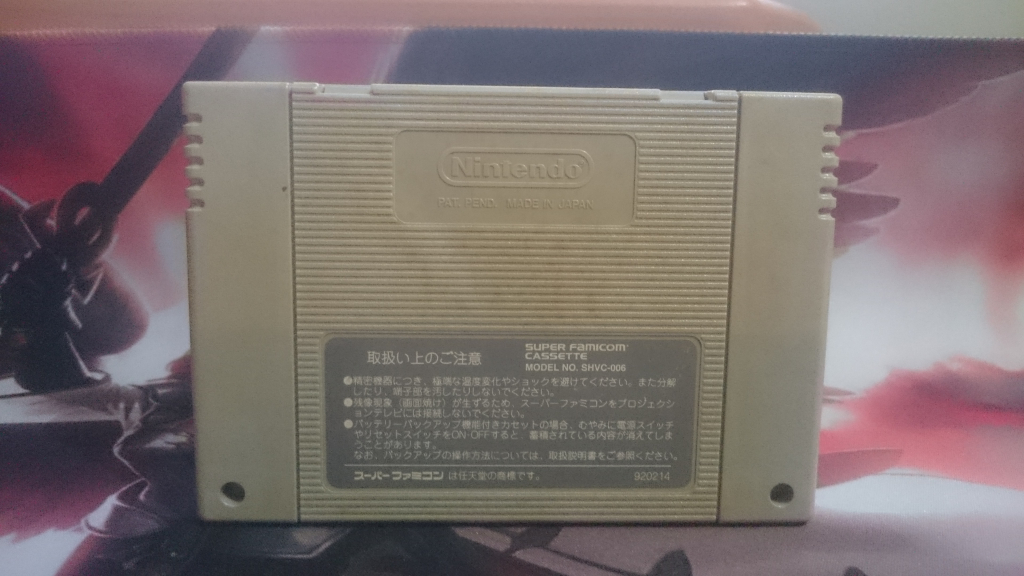 Nintendo
PAT. PEND. MADE IN JAPAN
取扱い上のご注意
SUPER FAMICOM
CASSETTE
MODEL NO. SHVC-006
●精密機器につき、極端な温度変化やショックを避けてください。また分解
したり、端子部を汚したりしないでください。
●残像現象（画面焼け）が生ずるため、スーパーファミコンをプロジェクシ
ョンテレビには接続しないでください。
●バッテリーバックアップ機能付きカセットの場合、むやみに電源スイッチ
やリセットスイッチをON・OFFすると、蓄積されている内容が消えてしま
うことがあります。
なお、バックアップの操作方法については、取扱説明書をご参照ください。
スーパーファミコンは任天堂の商標です。 920214